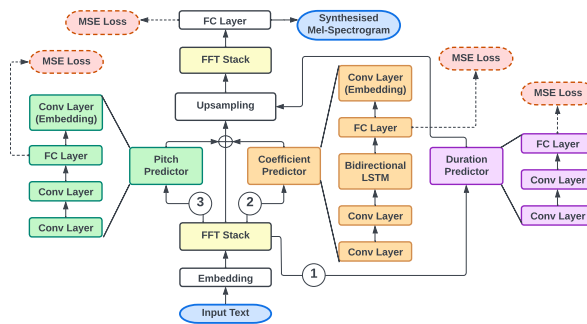 MSE Loss
FC Layer
Synthesised
Mel-Spectrogram
MSE Loss
FFT Stack
MSE Loss
MSE Loss
Conv Layer
(Embedding)
Upsampling
Conv Layer
(Embedding)
FC Layer
FC Layer
FC Layer
Pitch
Predictor
Coefficient
Predictor
Bidirectional
LSTM
Duration
Predictor
Conv Layer
Conv Layer
3
2
Conv Layer
Conv Layer
Conv Layer
FFT Stack
Conv Layer
Embedding
1
Input Text